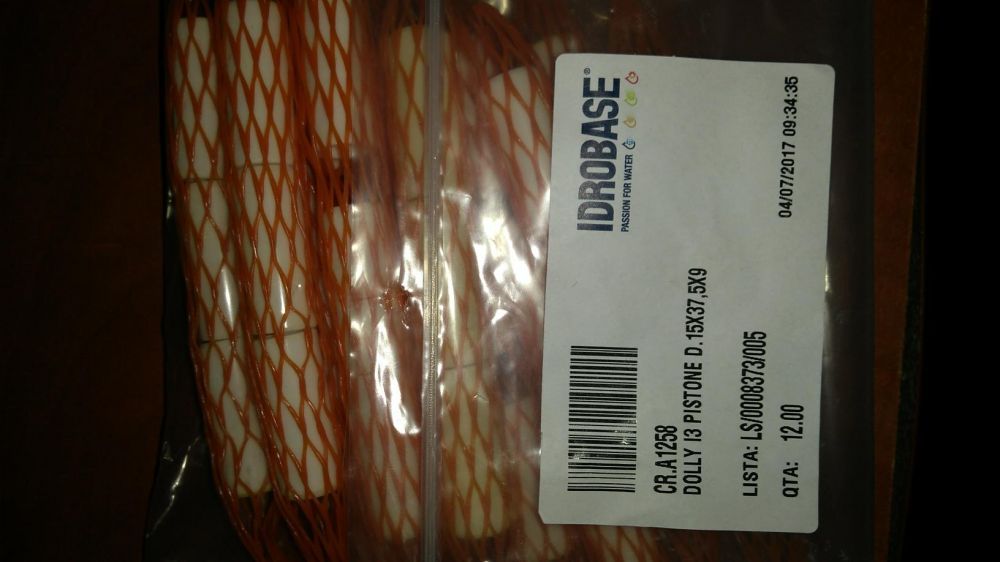 IDROBASE®
PASSION FOR WATER
04/07/2017 09:34:35
CR.A1258
DOLLY I3 PISTONE D.15X37,5X9
LISTA: LS/0008373/005
QTA: 12.00